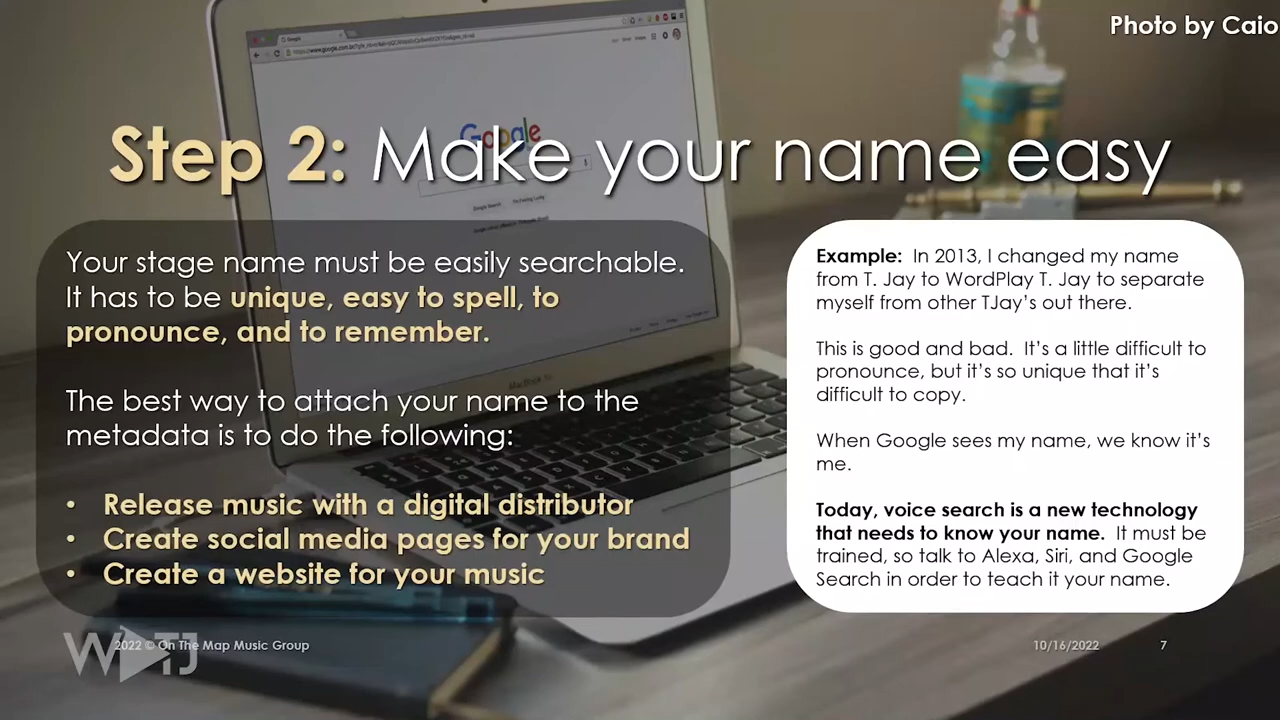 Photo by Caio
Google
Step 2: Make your name easy
Your stage name must be easily searchable.
It has to be unique, easy to spell, to
pronounce, and to remember.
The best way to attach your name to the
metadata is to do the following:
• Release music with a digital distributor
• Create social media pages for your brand
• Create a website for your music
Example: In 2013, I changed my name
from T. Jay to WordPlay T. Jay to separate
myself from other TJay's out there.
This is good and bad. It's a little difficult to
pronounce, but it's so unique that it's
difficult to copy.
When Google sees my name, we know it's
me.
Today, voice search is a new technology
that needs to know your name. It must be
trained, so talk to Alexa, Siri, and Google
Search in order to teach it your name.
WPTJ
2022 © On The Map Music Group
10/16/2022
7